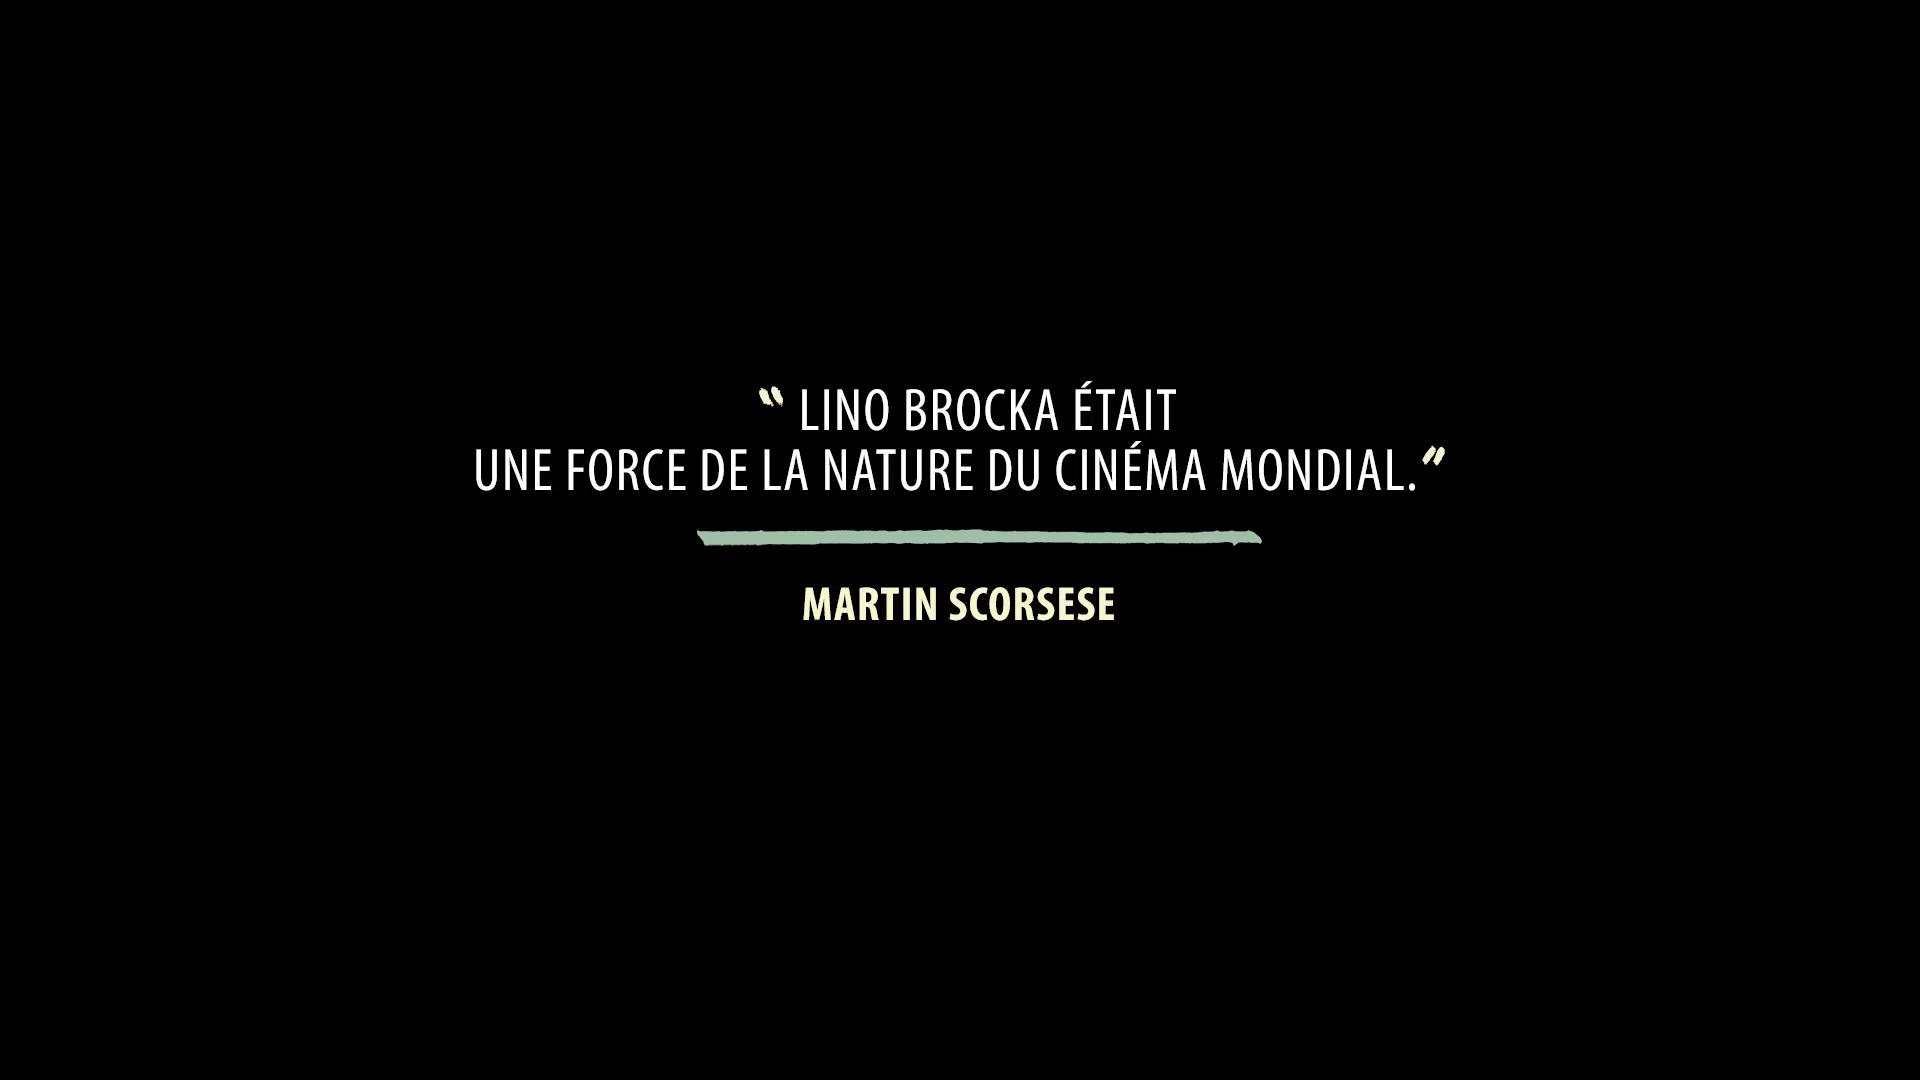 “ LINO BROCKA ÉTAIT
UNE FORCE DE LA NATURE DU CINÉMA MONDIAL.”
MARTIN SCORSESE